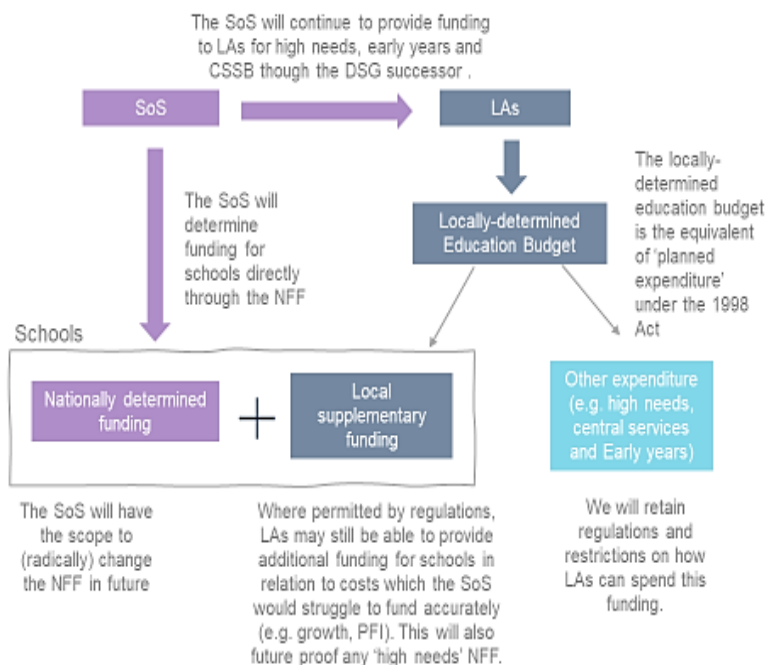 The SoS will continue to provide funding
to LAs for high needs, early years and
CSSB though the DSG successor .
SoS
LAs
The SoS will
determine
funding for
schools directly
through the NFF
Locally-determined
Education Budget
The locally-
determined
education budget
is the equivalent
of 'planned
expenditure'
under the 1998
Act
Schools
Nationally determined
funding
+
Local
supplementary
funding
Other expenditure
(e.g. high needs,
central services
and Early years)
The SoS will have
the scope to
(radically) change
the NFF in future
Where permitted by regulations,
LAs may still be able to provide
additional funding for schools in
relation to costs which the SoS
would struggle to fund accurately
(e.g. growth, PFI). This will also
future proof any 'high needs' NFF.
We will retain
regulations and
restrictions on how
LAs can spend this
funding.